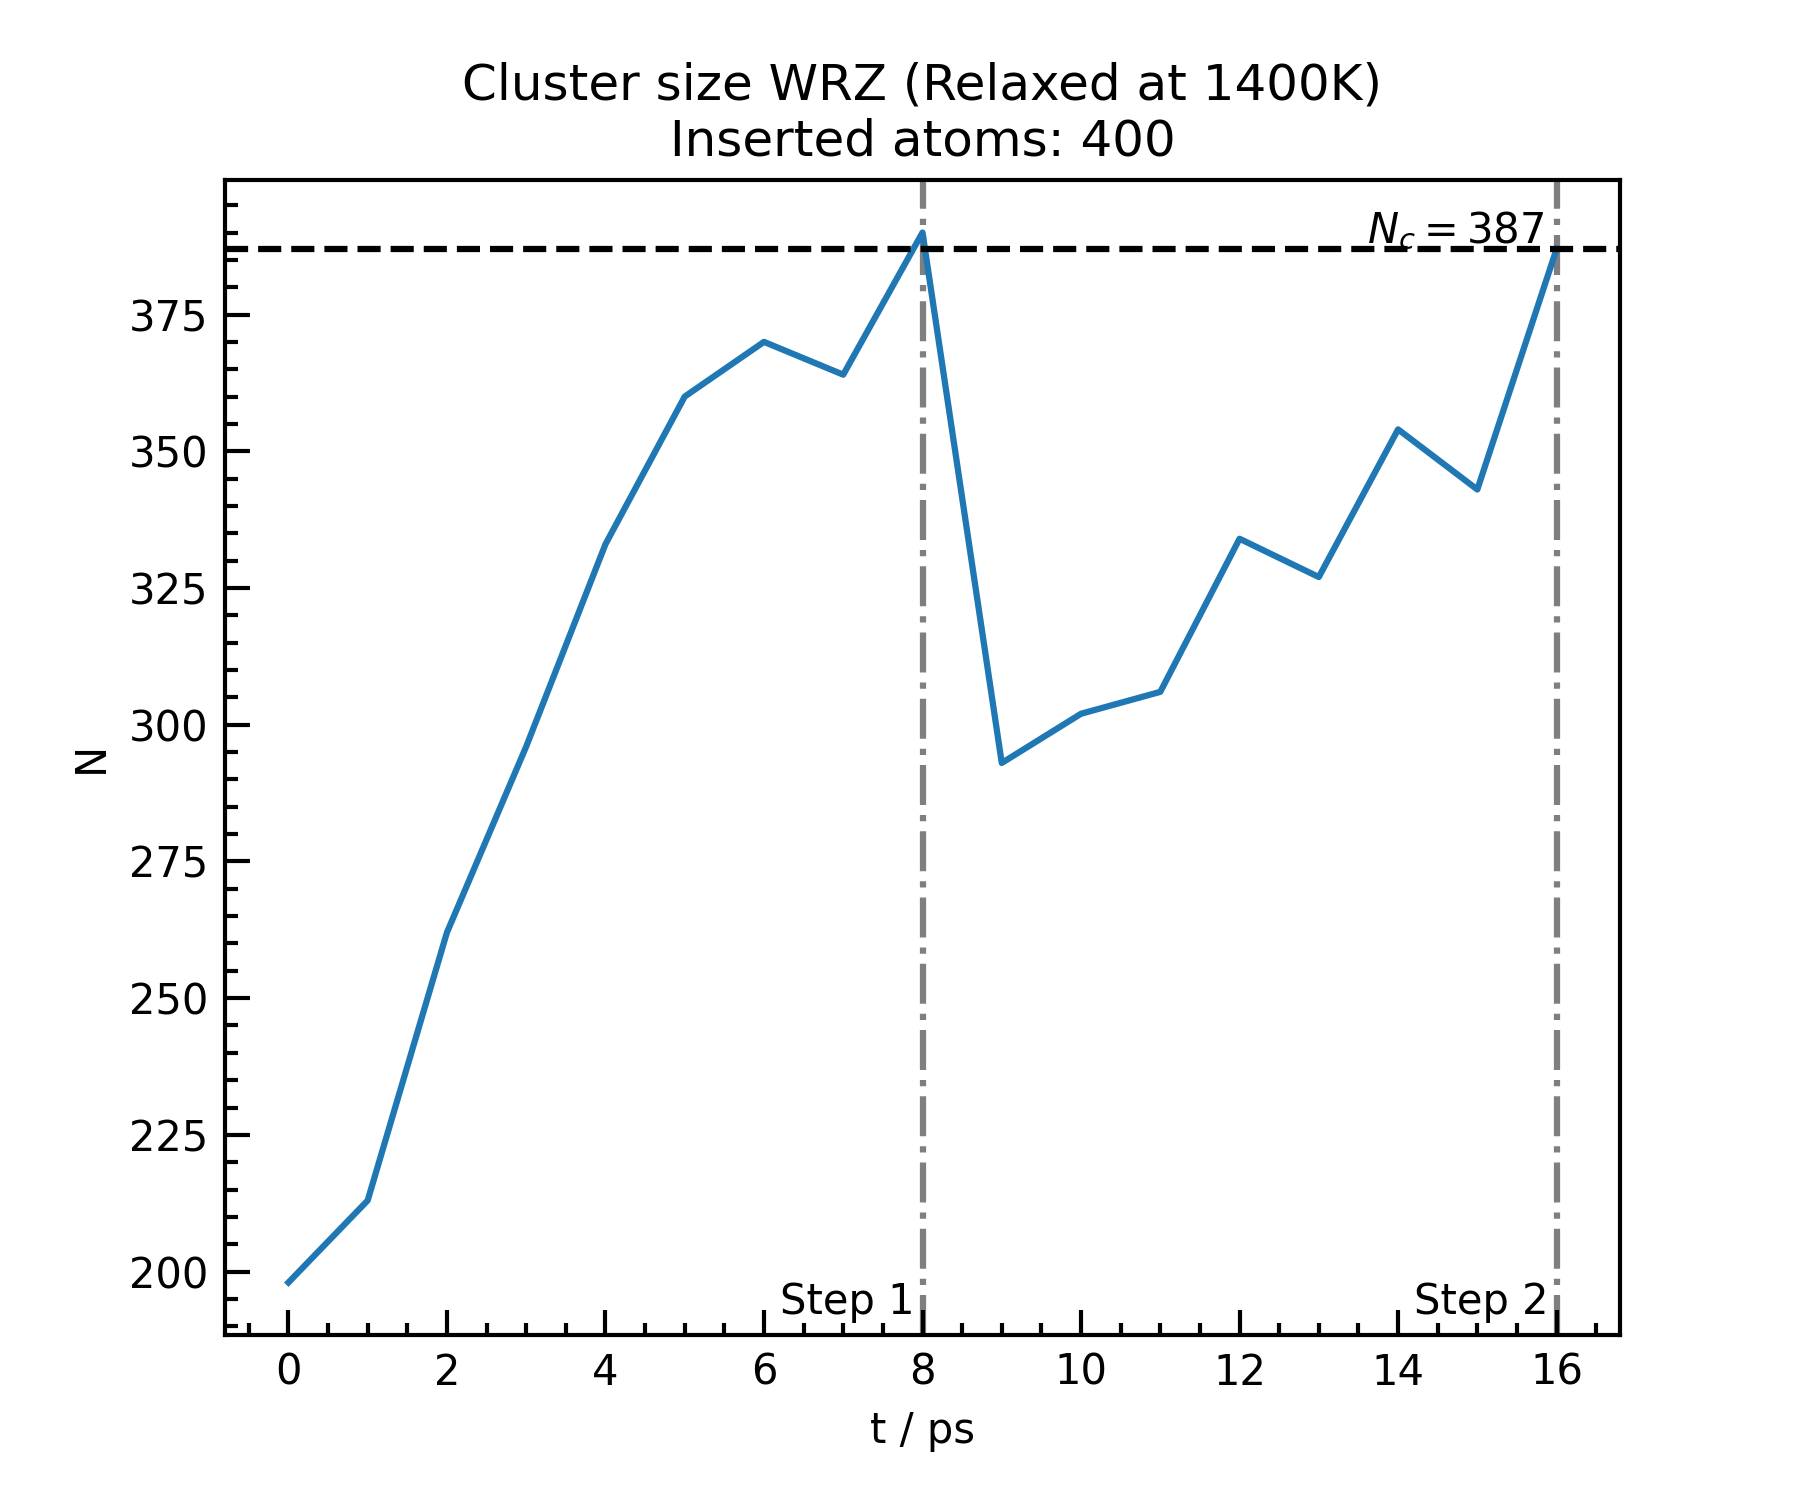 Cluster size WRZ (Relaxed at 1400K)
Inserted atoms: 400
N_c = 387
375
350
325
300
N
275
250
225
200
Step 1
Step 2
0 2 4 6 8 10 12 14 16
t / ps